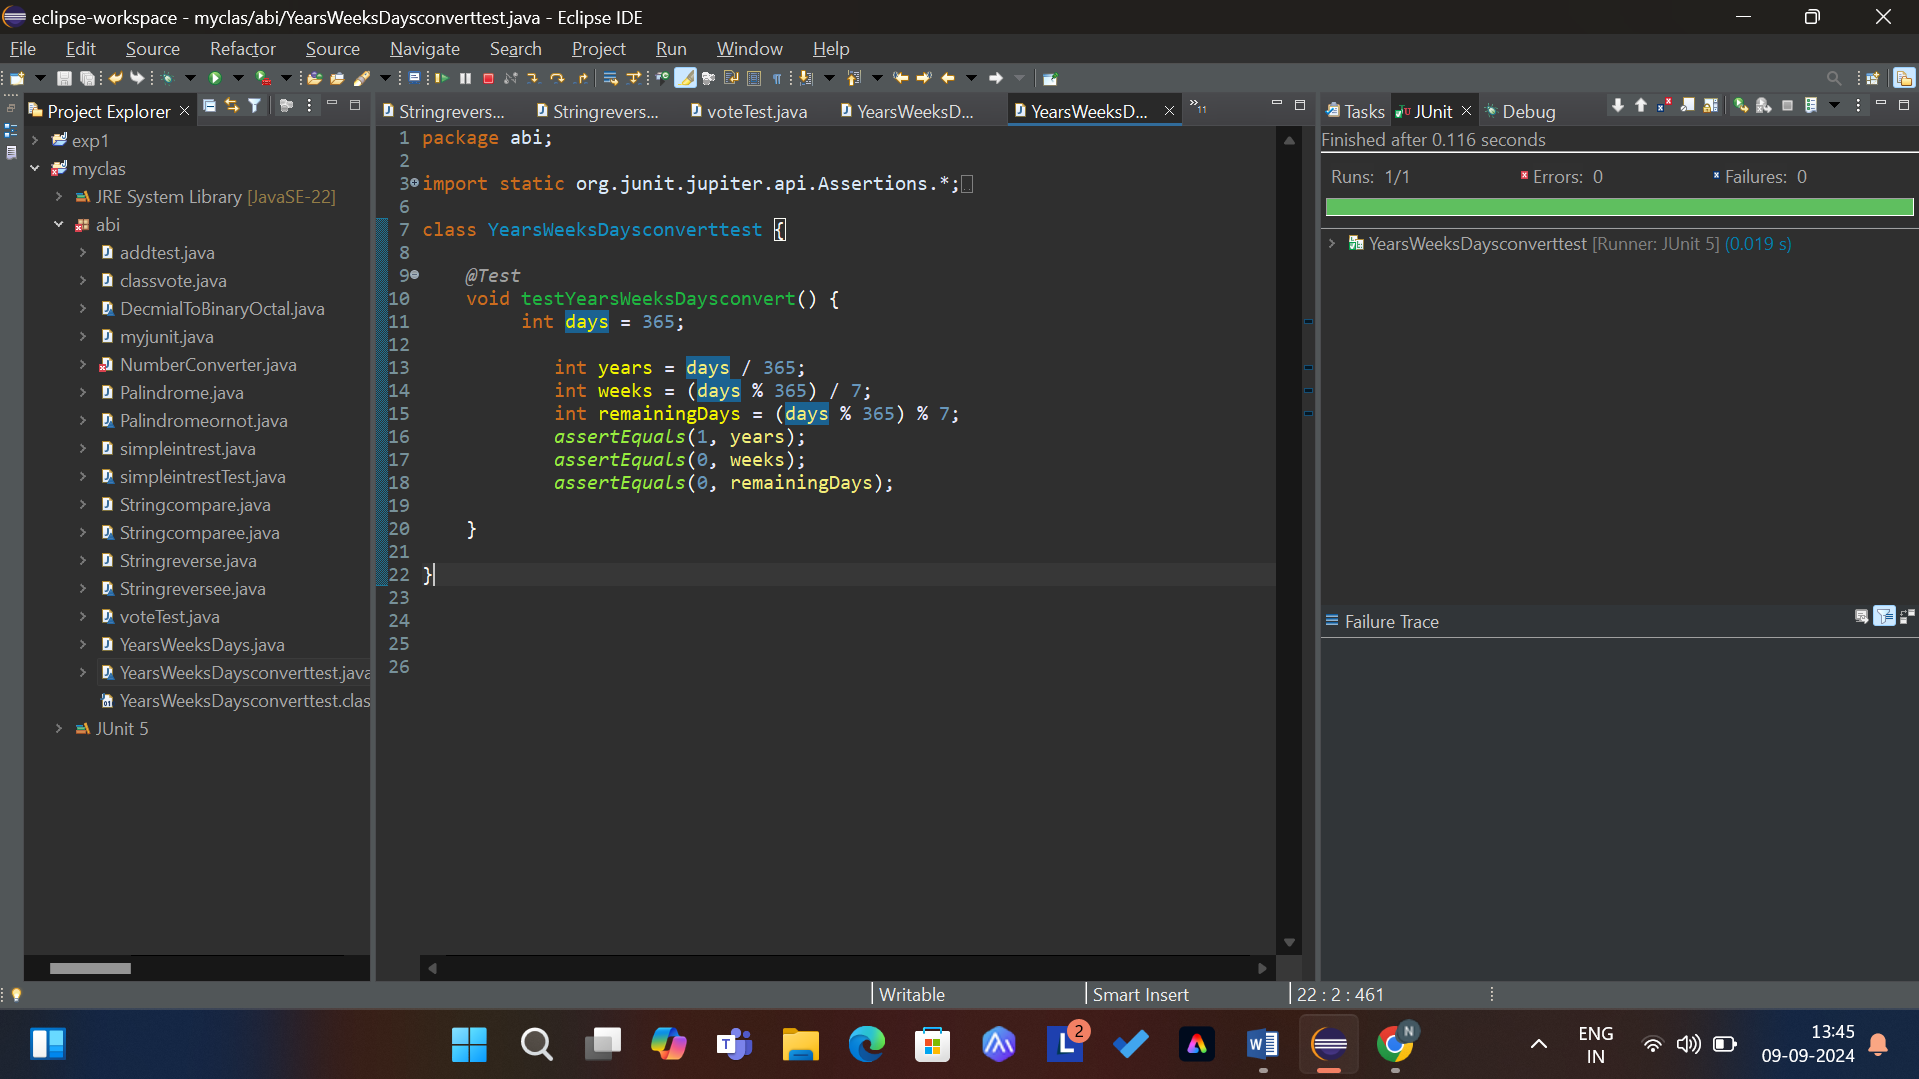 eclipse-workspace - myclas/abi/YearsWeeksDaysconverttest.java - Eclipse IDE
File Edit Source Refactor Source Navigate Search Project Run Window Help
Project Explorer
exp1
myclas
JRE System Library [JavaSE-22]
abi
addtest.java
classvote.java
DecmialToBinaryOctal.java
myjunit.java
NumberConverter.java
Palindrome.java
Palindromeornot.java
simpleintrest.java
simpleintrestTest.java
Stringcompare.java
Stringcomparee.java
Stringreverse.java
Stringreversee.java
voteTest.java
YearsWeeksDays.java
YearsWeeksDaysconverttest.java
YearsWeeksDaysconverttest.clas
JUnit 5
Stringrevers... Stringrevers... voteTest.java YearsWeeksD... YearsWeeksD... »11
1 package abi;
2
3 import static org.junit.jupiter.api.Assertions.*;
6
7 class YearsWeeksDaysconverttest {
8
9 @Test
10 void testYearsWeeksDaysconvert() {
11 int days = 365;
12
13 int years = days / 365;
14 int weeks = (days % 365) / 7;
15 int remainingDays = (days % 365) % 7;
16 assertEquals(1, years);
17 assertEquals(0, weeks);
18 assertEquals(0, remainingDays);
19
20 }
21
22 }
23
24
25
26
Tasks JUnit Debug
Finished after 0.116 seconds
Runs: 1/1 Errors: 0 Failures: 0
YearsWeeksDaysconverttest [Runner: JUnit 5] (0.019 s)
Failure Trace
Writable Smart Insert 22 : 2 : 461
2
N
ENG
IN
13:45
09-09-2024